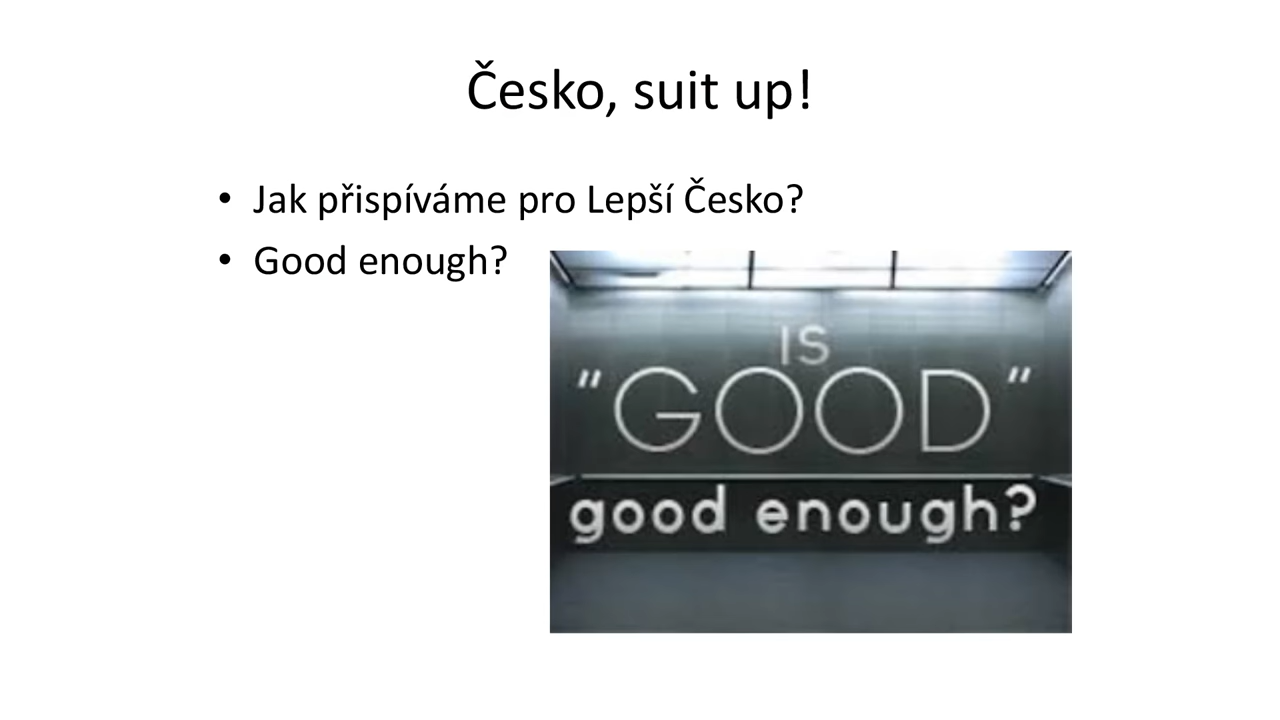 Česko, suit up!
• Jak přispíváme pro Lepší Česko?
• Good enough?
IS
"GOOD"
good enough?